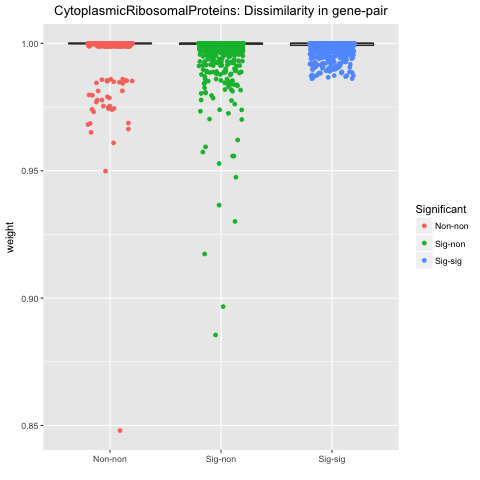 CytoplasmicRibosomalProteins: Dissimilarity in gene-pair
1.00
0.95
0.90
0.85
weight
Non-non
Sig-non
Sig-sig
Significant
Non-non
Sig-non
Sig-sig